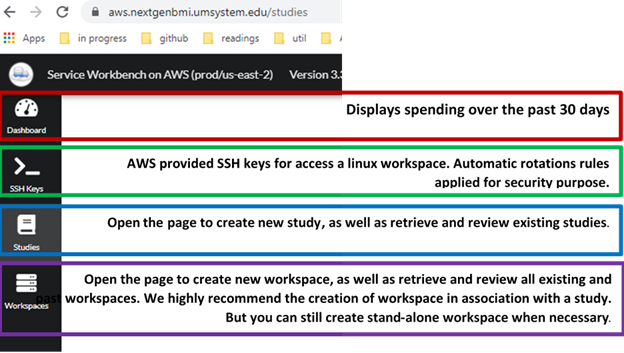 aws.nextgenbmi.umsystem.edu/studies
Apps in progress github readings util
Service Workbench on AWS (prod/us-east-2) Version 3.3
Displays spending over the past 30 days
Dashboard
AWS provided SSH keys for access a linux workspace. Automatic rotations rules
applied for security purpose.
SSH Keys
Open the page to create new study, as well as retrieve and review existing studies.
Studies
Open the page to create new workspace, as well as retrieve and review all existing and
past workspaces. We highly recommend the creation of workspace in association with a study.
Workspaces
But you can still create stand-alone workspace when necessary.